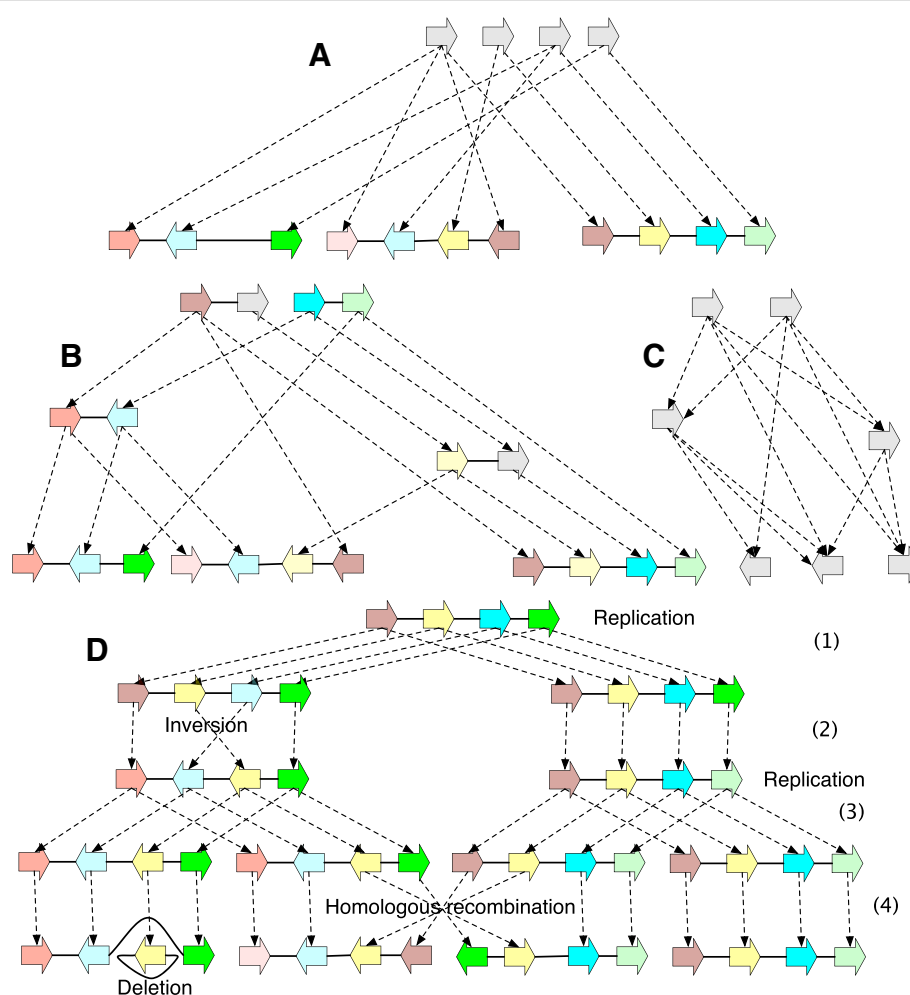 A
B
C
Replication
(1)
D
Inversion
(2)
Replication
(3)
Homologous recombination
(4)
Deletion